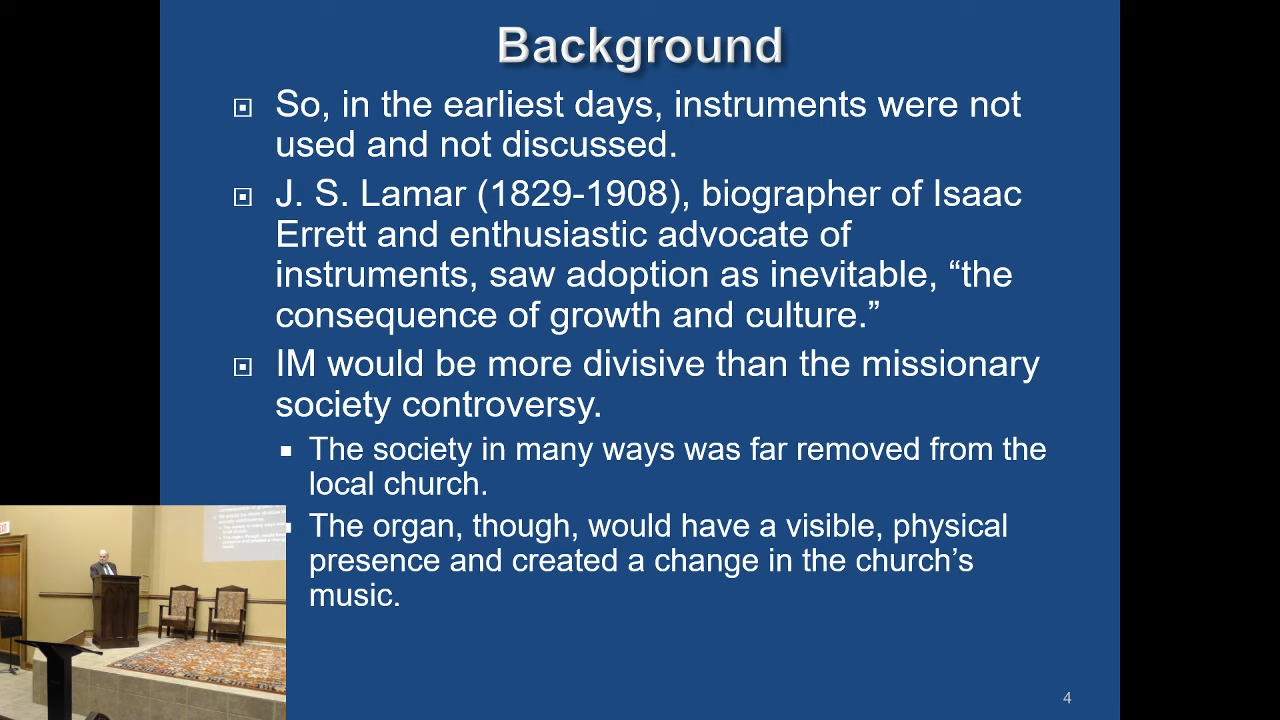 Background
So, in the earliest days, instruments were not
used and not discussed.
J. S. Lamar (1829-1908), biographer of Isaac
Errett and enthusiastic advocate of
instruments, saw adoption as inevitable, “the
consequence of growth and culture.”
IM would be more divisive than the missionary
society controversy.
The society in many ways was far removed from the
local church.
The organ, though, would have a visible, physical
presence and created a change in the church’s
music.
4